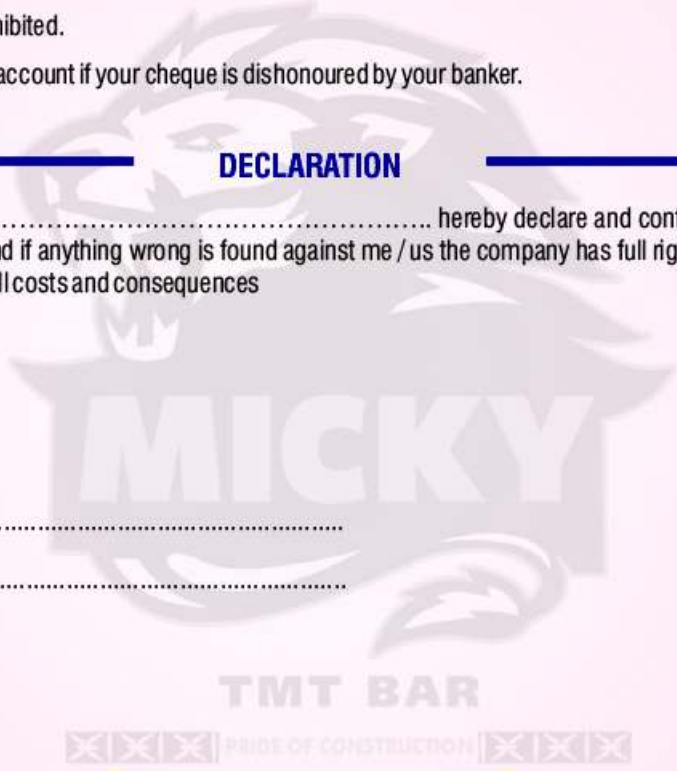 hibited.
account if your cheque is dishonoured by your banker.
DECLARATION
.................................................................. hereby declare and conf
d if anything wrong is found against me / us the company has full rig
ll costs and consequences
MICKY
..................................................................
..................................................................
TMT BAR
PRIDE OF CONSTRUCTION